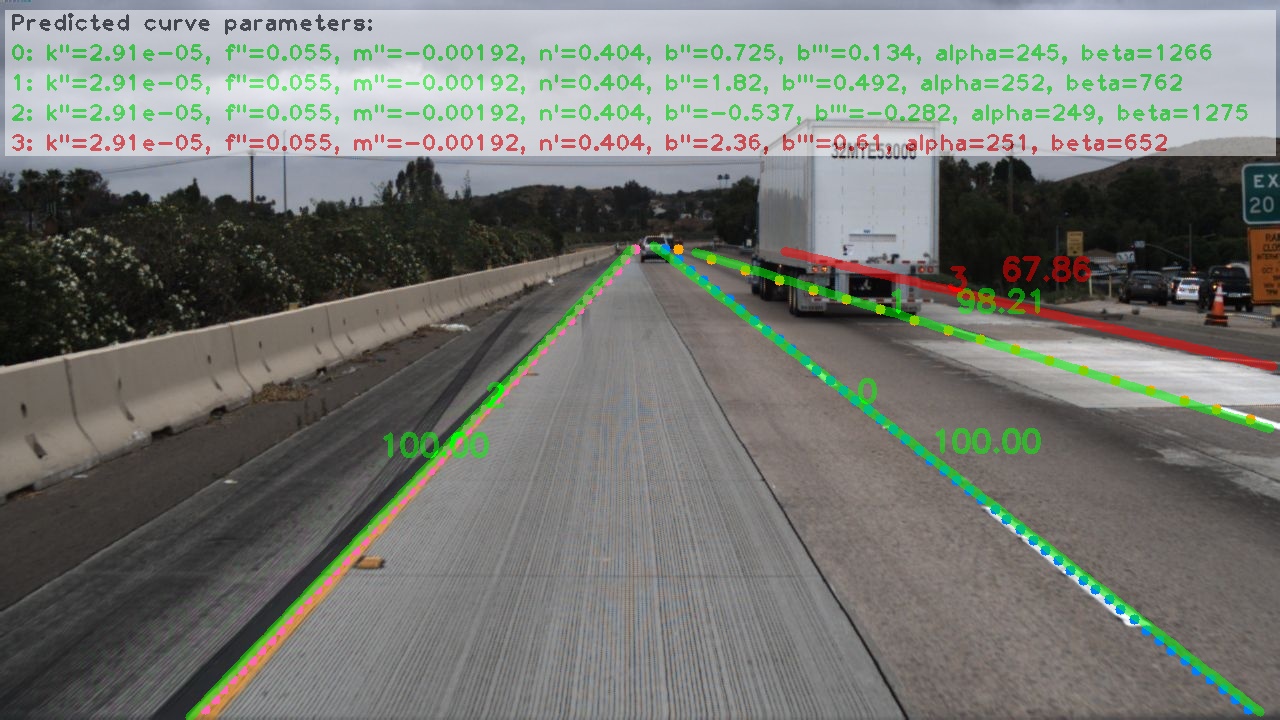 Predicted curve parameters:
0: k''=2.91e-05, f''=0.055, m''=-0.00192, n'=0.404, b''=0.725, b'''=0.134, alpha=245, beta=1266
1: k''=2.91e-05, f''=0.055, m''=-0.00192, n'=0.404, b''=1.82, b'''=0.492, alpha=252, beta=762
2: k''=2.91e-05, f''=0.055, m''=-0.00192, n'=0.404, b''=-0.537, b'''=-0.282, alpha=249, beta=1275
3: k''=2.91e-05, f''=0.055, m''=-0.00192, n'=0.404, b''=2.36, b'''=0.61, alpha=251, beta=652
EX
20
3 67.86
1 98.21
2
0
100.00
100.00